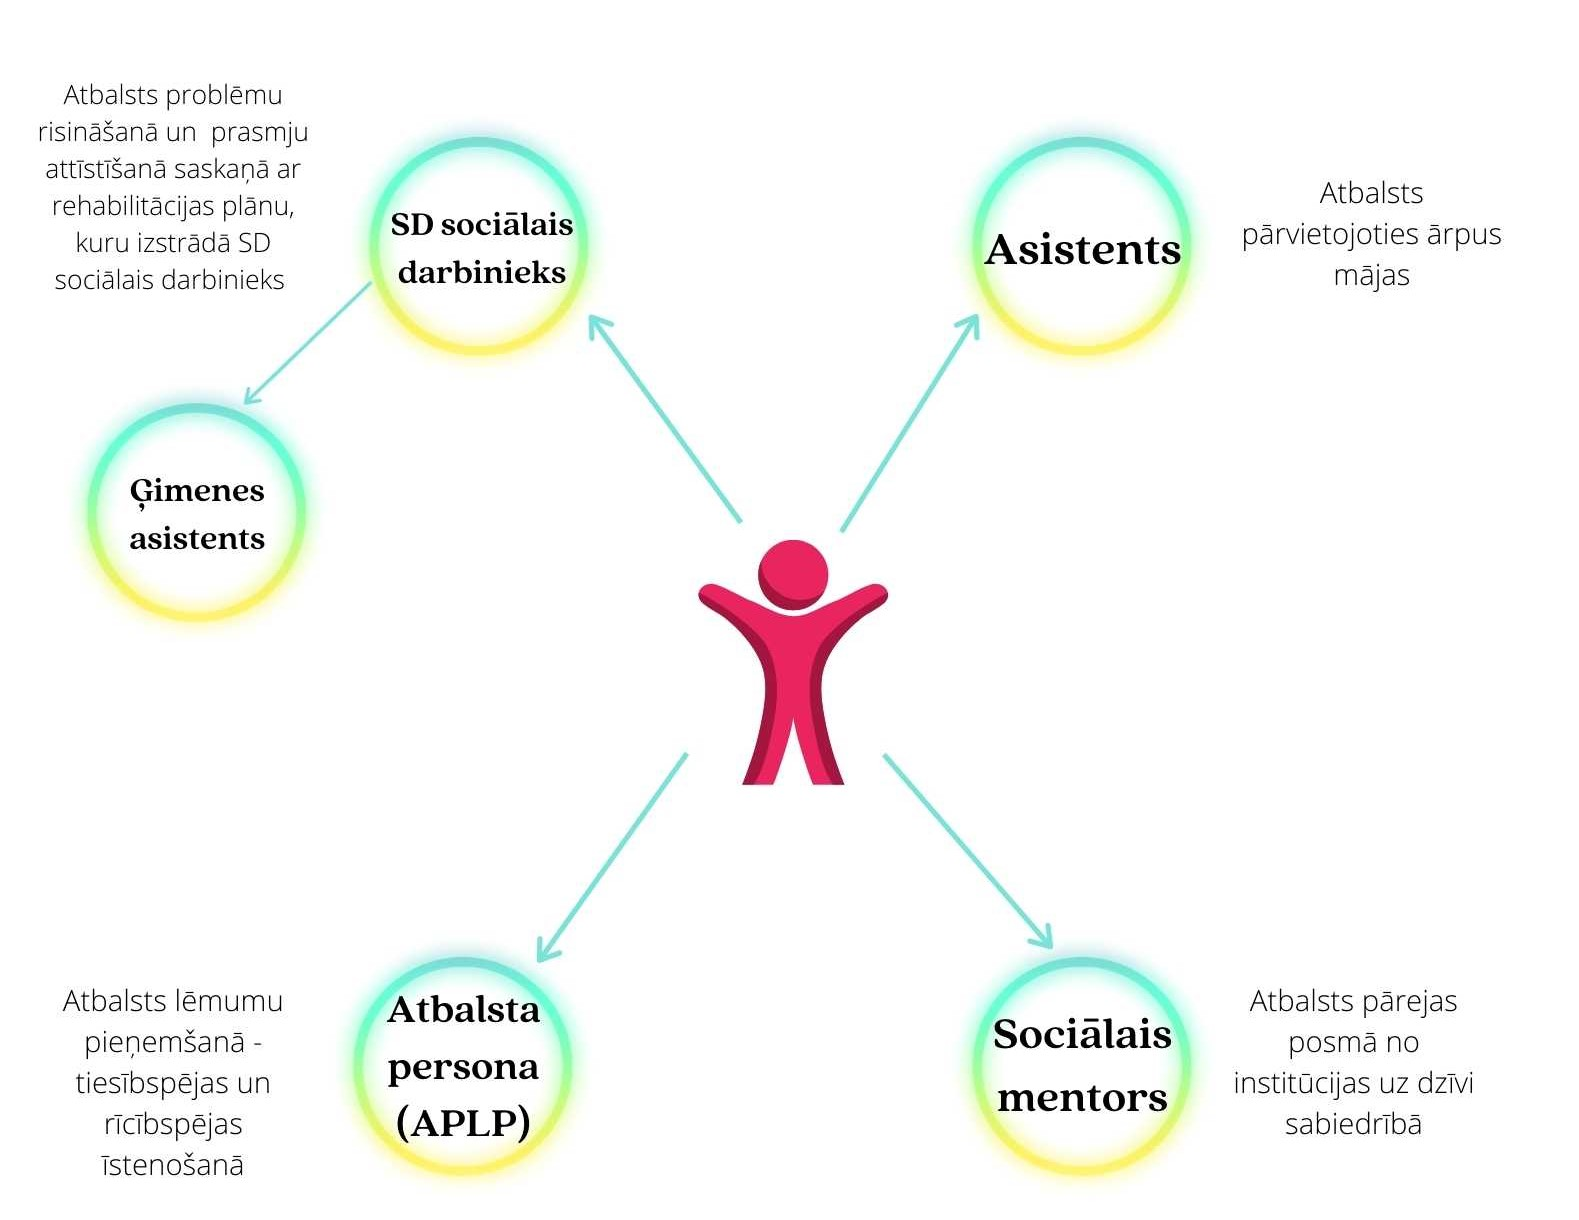 Atbalsts problēmu
risināšanā un prasmju
attīstīšanā saskaņā ar
rehabilitācijas plānu,
kuru izstrādā SD
sociālais darbinieks
SD sociālais
darbinieks
Asistents
Atbalsts
pārvietojoties ārpus
mājas
Ģimenes
asistents
Atbalsts lēmumu
pieņemšanā -
tiesībspējas un
rīcībspējas
īstenošanā
Atbalsta
persona
(APLP)
Sociālais
mentors
Atbalsts pārejas
posmā no
institūcijas uz dzīvi
sabiedrībā